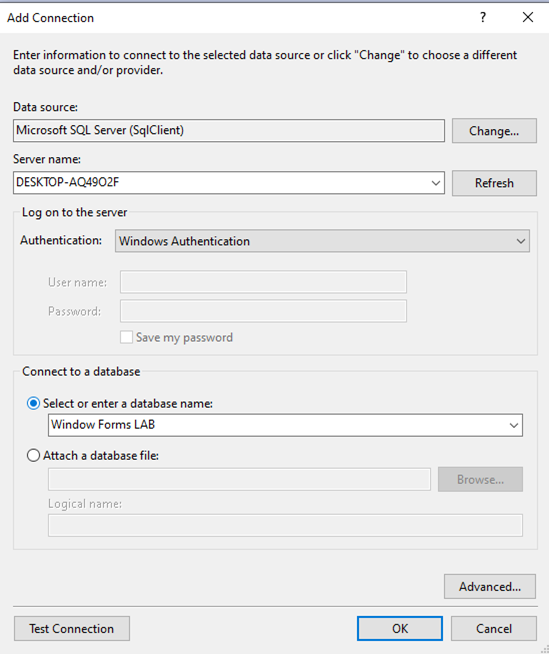 Add Connection
?
Enter information to connect to the selected data source or click "Change" to choose a different
data source and/or provider.
Data source:
Microsoft SQL Server (SqlClient)
Change...
Server name:
DESKTOP-AQ49O2F
Refresh
Log on to the server
Authentication:
Windows Authentication
User name:
Password:
Save my password
Connect to a database
Select or enter a database name:
Window Forms LAB
Attach a database file:
Browse...
Logical name:
Advanced...
Test Connection
OK
Cancel